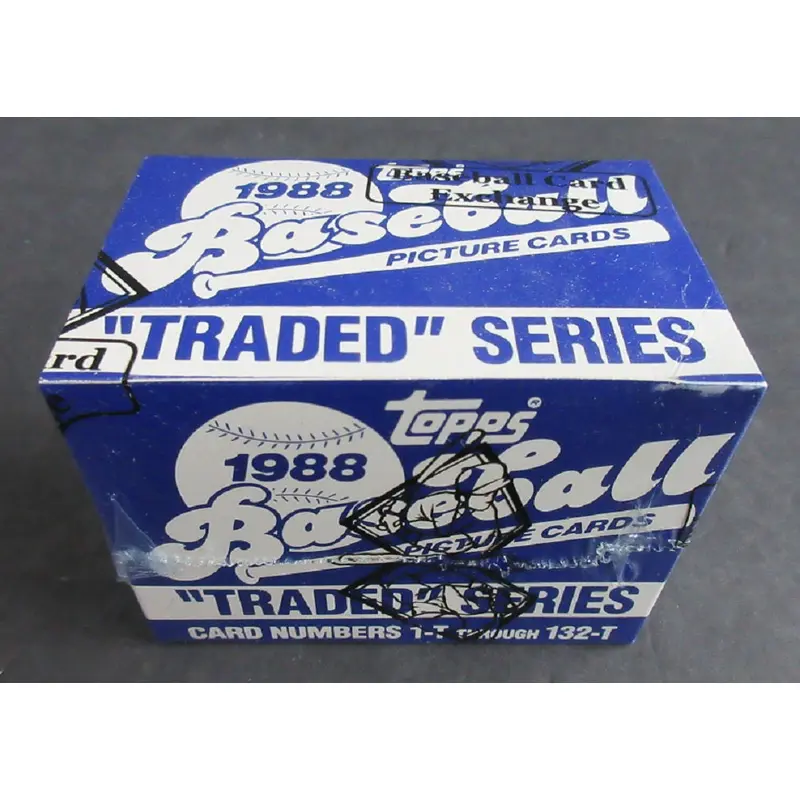 Topps
1988
Baseball
PICTURE CARDS
Baseball Card
Exchange
"TRADED" SERIES
rd
e
Topps®
1988
Baseball
PICTURE CARDS
"TRADED" SERIES
CARD NUMBERS 1-T THROUGH 132-T